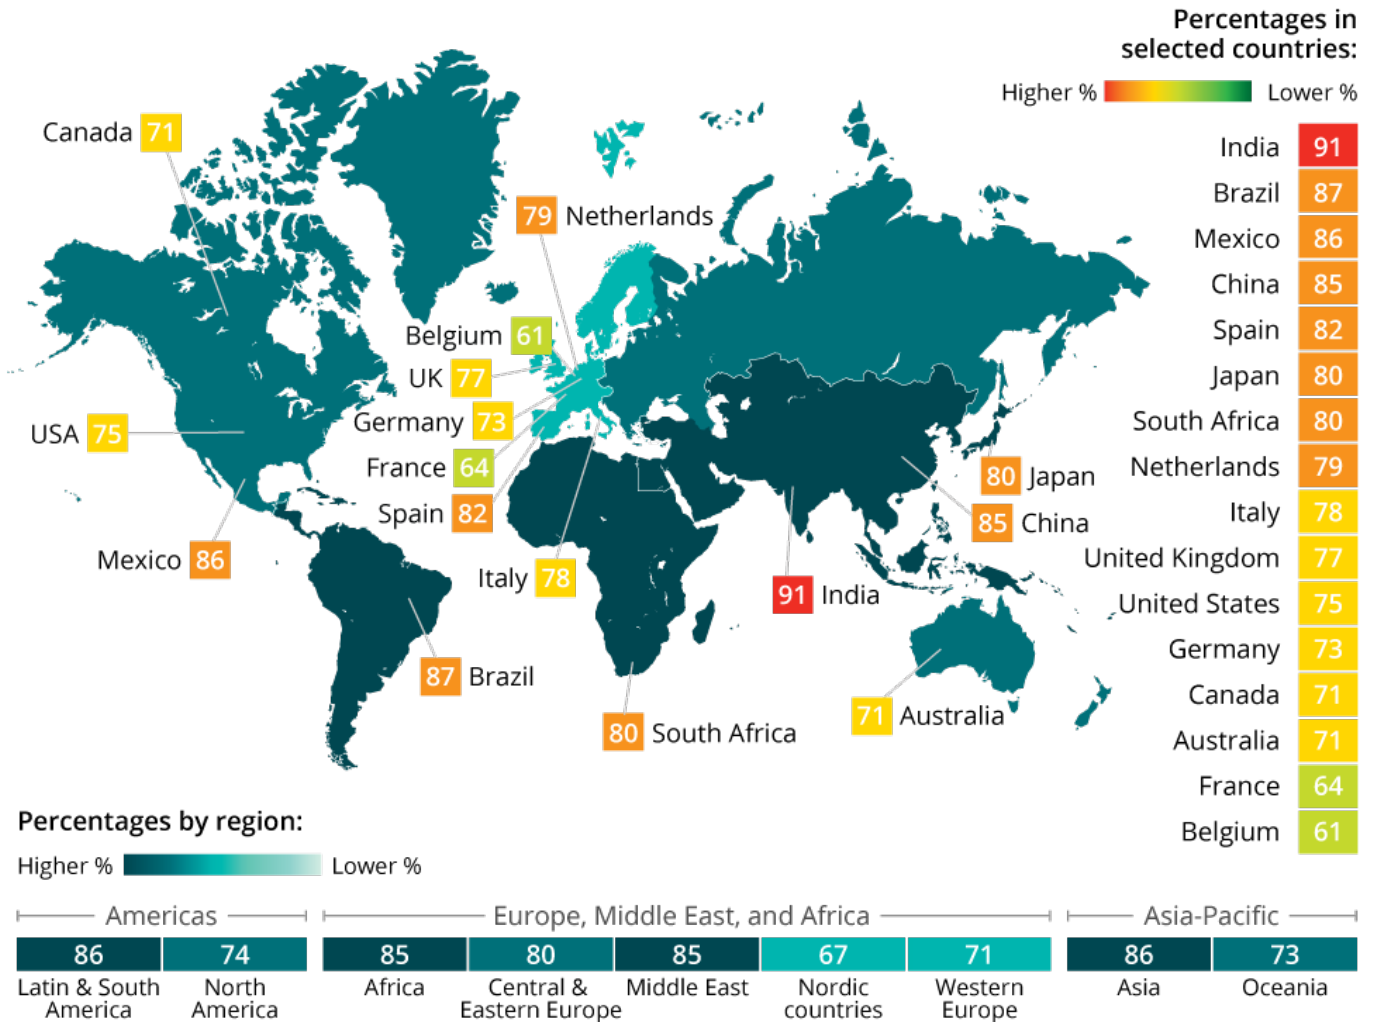 Percentages in
selected countries:
Higher % Lower %
India 91
Brazil 87
Mexico 86
China 85
Spain 82
Japan 80
South Africa 80
Netherlands 79
Italy 78
United Kingdom 77
United States 75
Germany 73
Canada 71
Australia 71
France 64
Belgium 61
Canada 71
79 Netherlands
Belgium 61
UK 77
Germany 73
USA 75
France 64
Spain 82
80 Japan
85 China
Mexico 86
Italy 78
91 India
87 Brazil
71 Australia
80 South Africa
Percentages by region:
Higher % Lower %
Americas
86 74
Latin & South
America
North
America
Europe, Middle East, and Africa
85 80 85 67 71
Africa
Central &
Eastern Europe
Middle East
Nordic
countries
Western
Europe
Asia-Pacific
86 73
Asia
Oceania